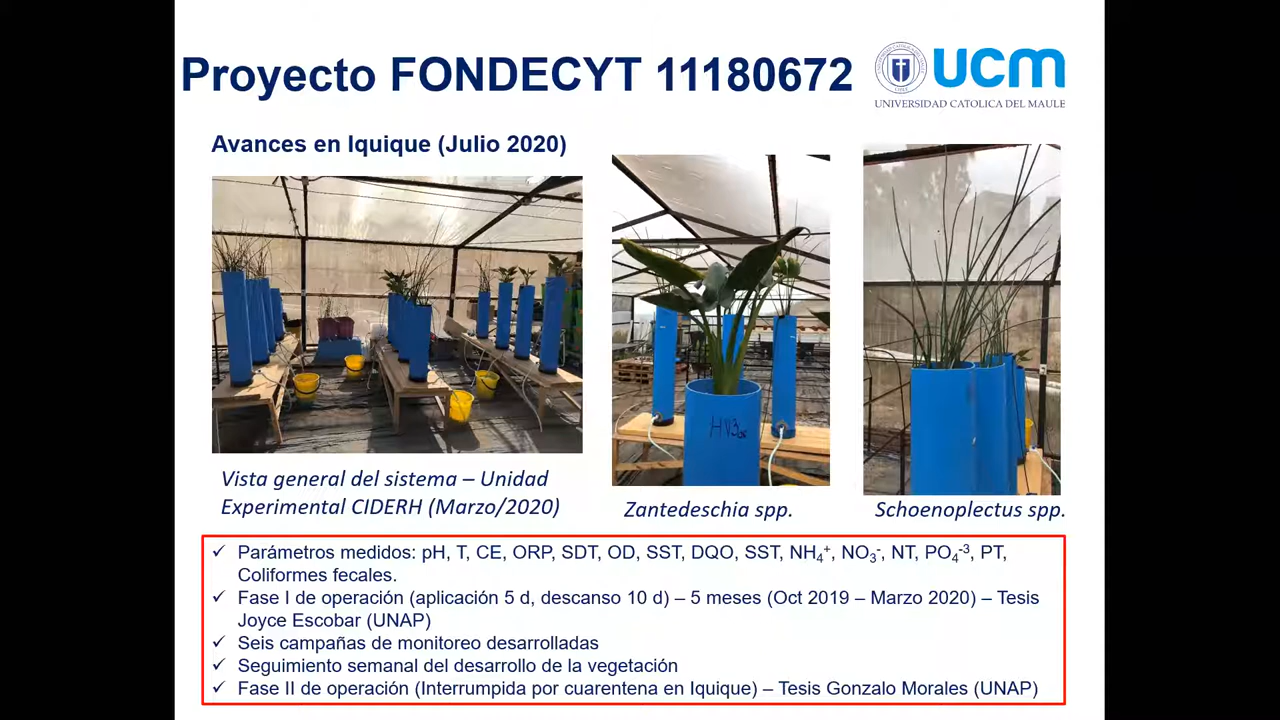 Proyecto FONDECYT 11180672
ucm
UNIVERSIDAD CATOLICA DEL MAULE
Avances en Iquique (Julio 2020)
HV3
Vista general del sistema – Unidad
Experimental CIDERH (Marzo/2020)
Zantedeschia spp.
Schoenoplectus spp.
✓ Parámetros medidos: pH, T, CE, ORP, SDT, OD, SST, DQO, SST, NH₄⁺, NO₃⁻, NT, PO₄⁻³, PT,
Coliformes fecales.
✓ Fase I de operación (aplicación 5 d, descanso 10 d) – 5 meses (Oct 2019 – Marzo 2020) – Tesis
Joyce Escobar (UNAP)
✓ Seis campañas de monitoreo desarrolladas
✓ Seguimiento semanal del desarrollo de la vegetación
✓ Fase II de operación (Interrumpida por cuarentena en Iquique) – Tesis Gonzalo Morales (UNAP)